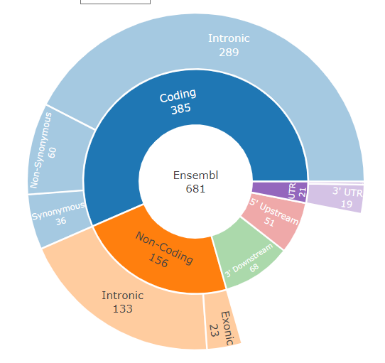 Intronic
289
Coding
385
Non-Synonymous
60
Ensembl
681
UTR
21
3' UTR
19
Synonymous
36
5' Upstream
51
Non-Coding
156
3' Downstream
68
Intronic
133
Exonic
23